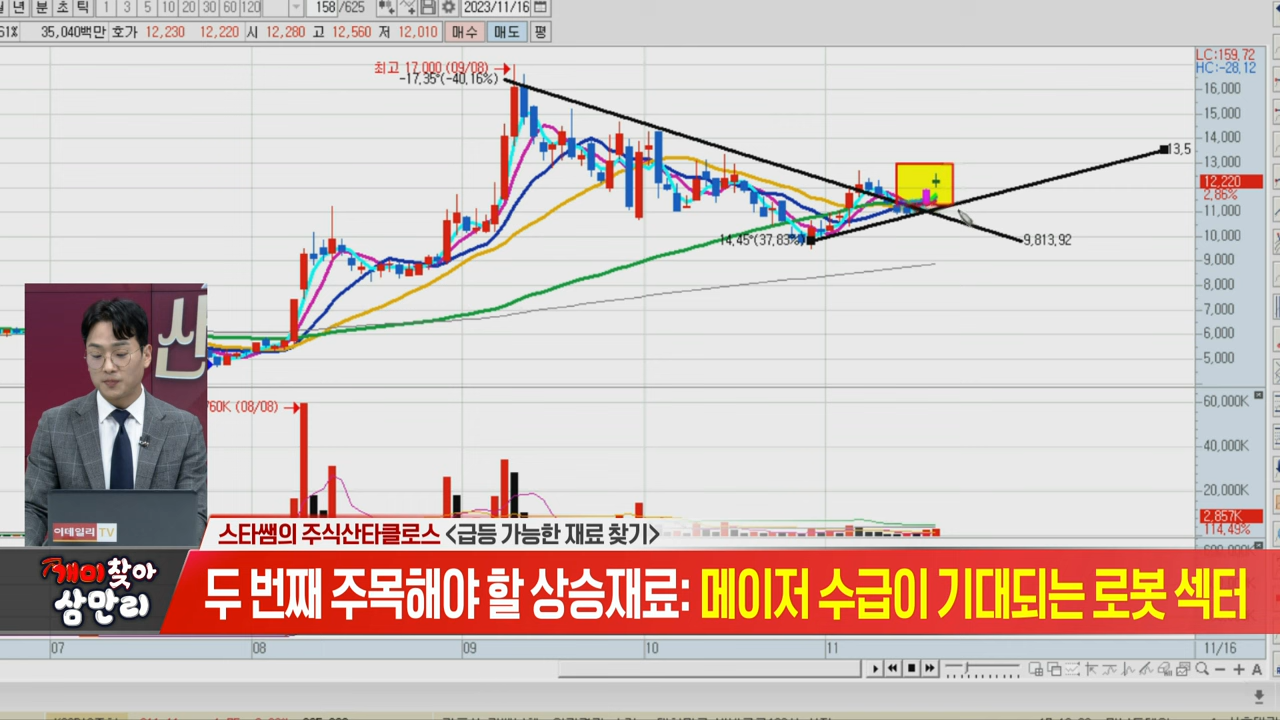 년 분 초 틱 1 3 5 10 20 30 60 120 158 /625 2023/11/16
61% 35,040백만 호가 12,230 12,220 시 12,280 고 12,560 저 12,010 매수 매도 평
LC:159,72
HC:-28,12
최고 17,000 (09/08)
-17,35°(-40,16%)
16,000
15,000
14,000
13,5
13,000
12,220
2,86%
11,000
14,45°(37,83%)
9,813,92
10,000
9,000
8,000
7,000
6,000
5,000
산
760K (08/08)
60,000K
40,000K
20,000K
2,857K
114,49%
이데일리TV
스타쌤의 주식산타클로스 <급등 가능한 재료 찾기>
개미찾아
삼만리
두 번째 주목해야 할 상승재료: 메이저 수급이 기대되는 로봇 섹터
07 08 09 10 11 11/16
A